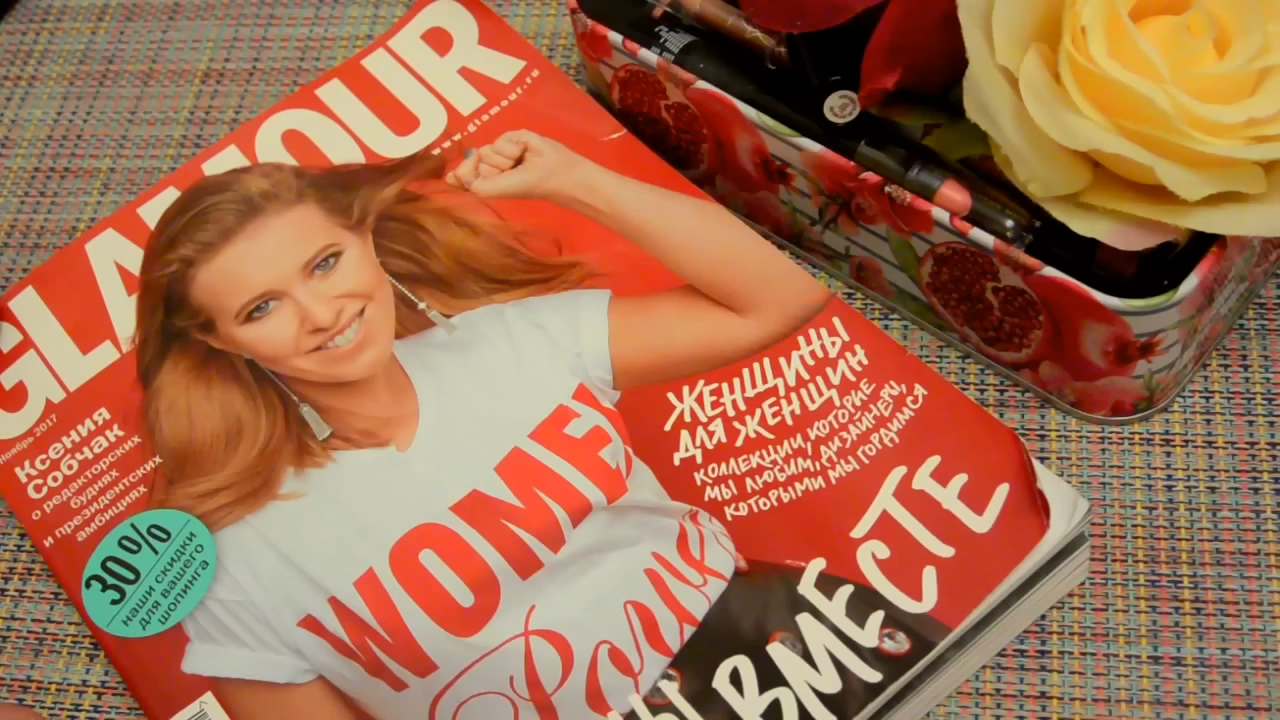 GLAMOUR
www.glamour.ru
Ноябрь 2017
Ксения
Собчак
о редакторских
буднях
и президентских
амбициях
30%
наши скидки
для вашего
шопинга
WOMEN
Power
ЖЕНЩИНЫ
ДЛЯ ЖЕНЩИН
КОЛЛЕКЦИИ, КОТОРЫЕ
МЫ ЛЮБИМ, ДИЗАЙНЕРЫ,
КОТОРЫМИ МЫ ГОРДИМСЯ
ВМЕСТЕ